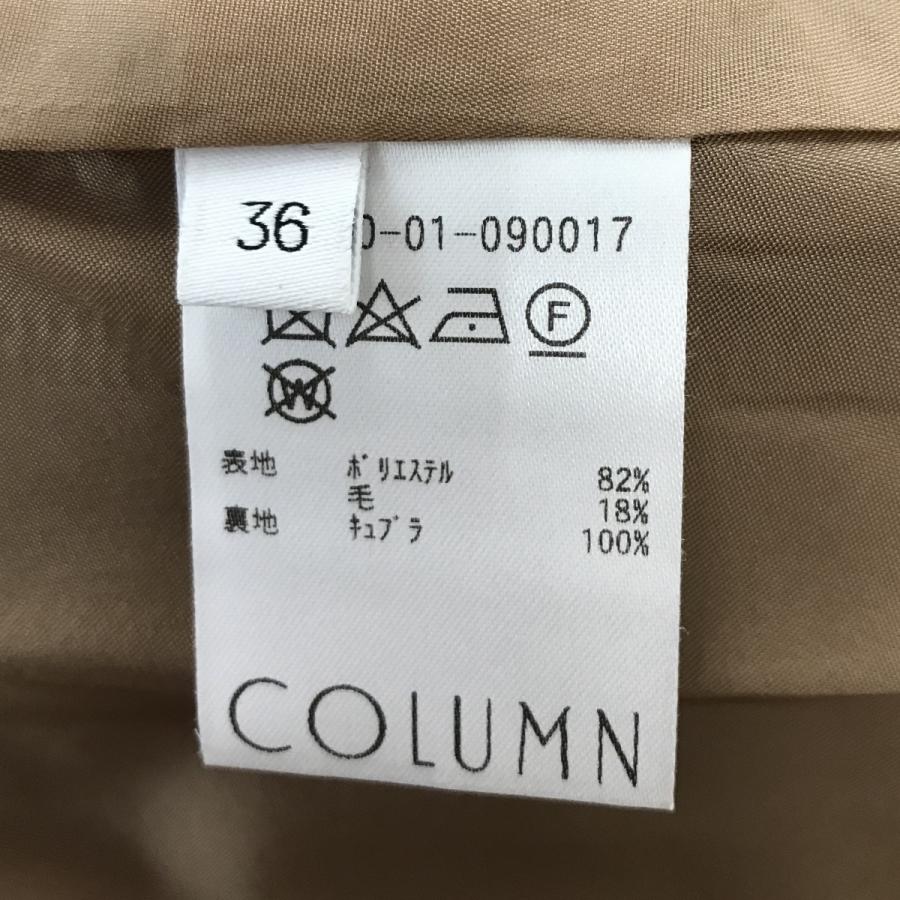 36
0-01-090017
F
W
表地 ﾎﾟﾘｴｽﾃﾙ 82%
毛 18%
裏地 ｷｭﾌﾟﾗ 100%
COLUMN